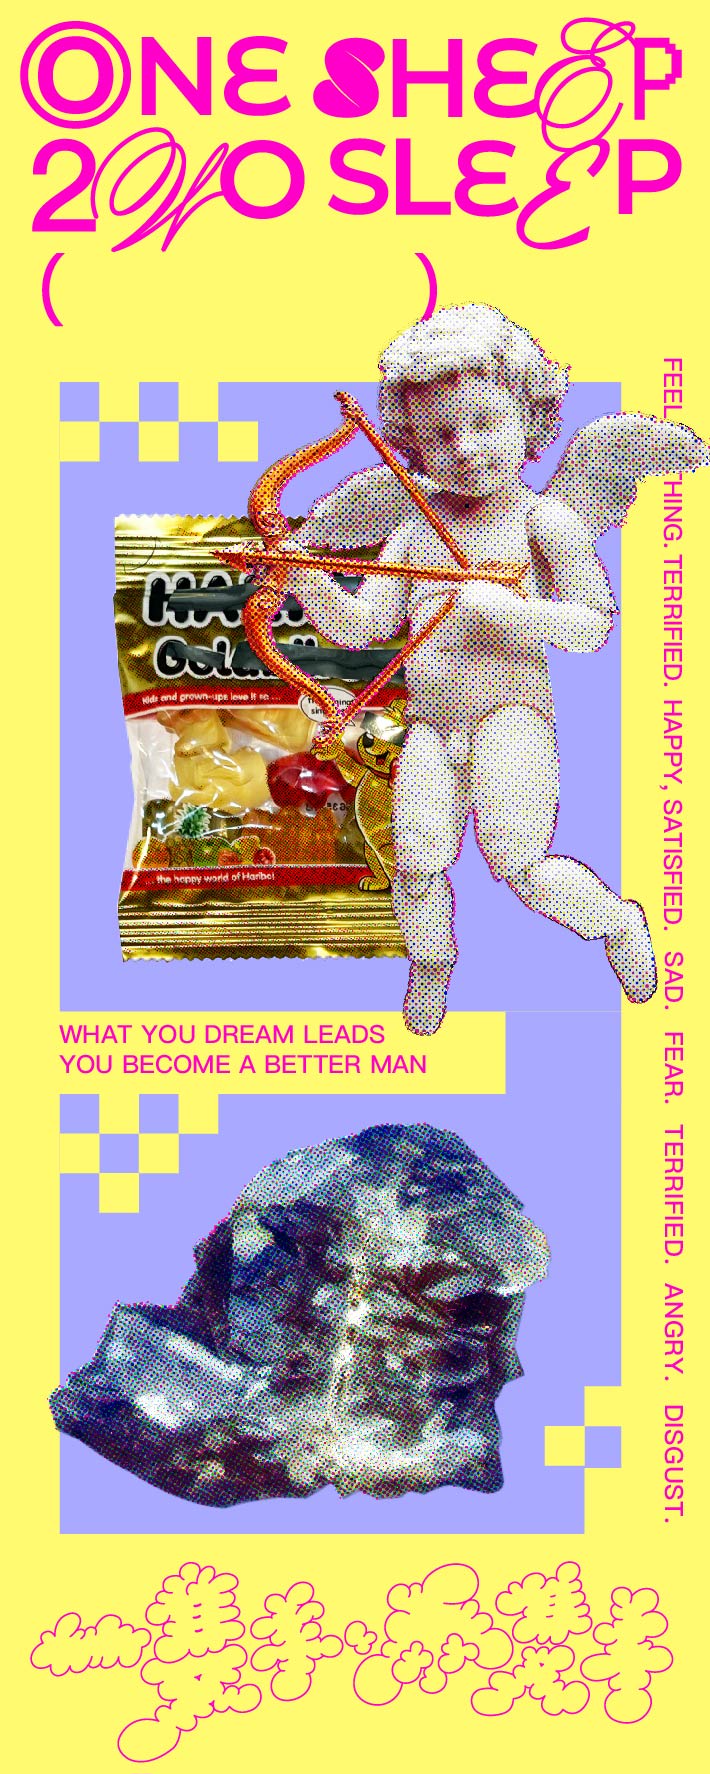 ONE SHEEP
2WO SLEEP
( )
FEEL THING. TERRIFIED. HAPPY, SATISFIED. SAD. FEAR. TERRIFIED. ANGRY. DISGUST.
Kids and grown-ups love it so ...
... the happy world of Haribo!
WHAT YOU DREAM LEADS
YOU BECOME A BETTER MAN